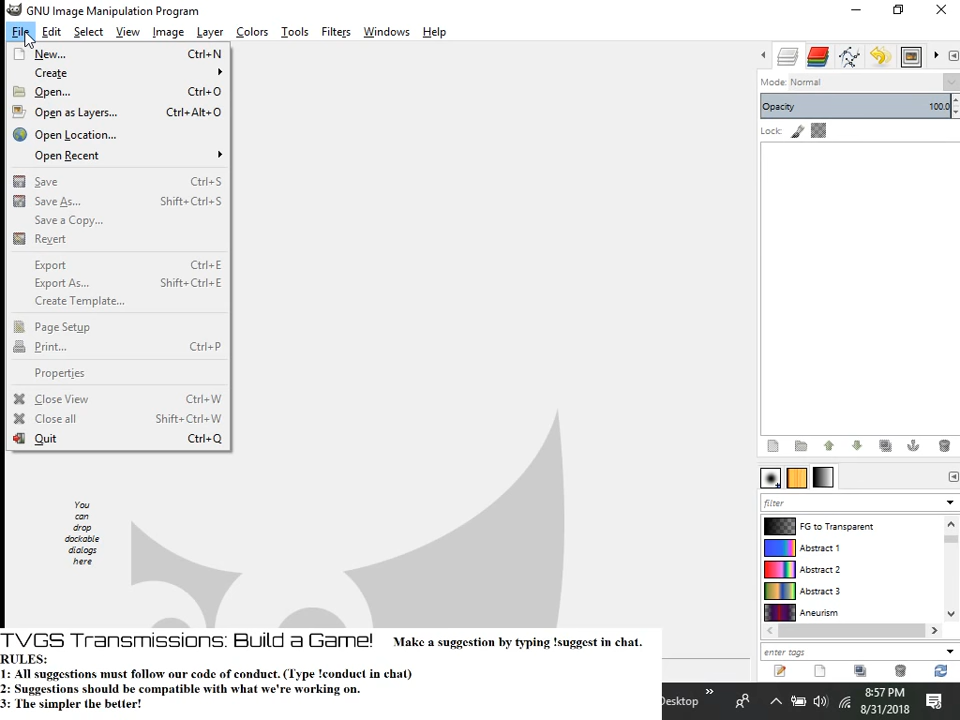 GNU Image Manipulation Program
File Edit Select View Image Layer Colors Tools Filters Windows Help
New... Ctrl+N
Create
Open... Ctrl+O
Open as Layers... Ctrl+Alt+O
Open Location...
Open Recent
Save Ctrl+S
Save As... Shift+Ctrl+S
Save a Copy...
Revert
Export Ctrl+E
Export As... Shift+Ctrl+E
Create Template...
Page Setup
Print... Ctrl+P
Properties
Close View Ctrl+W
Close all Shift+Ctrl+W
Quit Ctrl+Q
You
can
drop
dockable
dialogs
here
Mode: Normal
Opacity 100.0
Lock:
filter
FG to Transparent
Abstract 1
Abstract 2
Abstract 3
Aneurism
enter tags
TVGS Transmissions: Build a Game! Make a suggestion by typing !suggest in chat.
RULES:
1: All suggestions must follow our code of conduct. (Type !conduct in chat)
2: Suggestions should be compatible with what we're working on.
3: The simpler the better!
Desktop
8:57 PM
8/31/2018